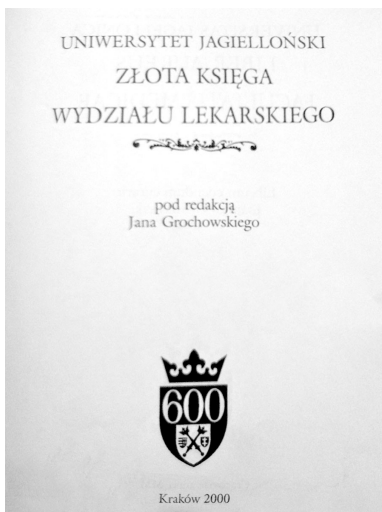 UNIWERSYTET JAGIELLOŃSKI
ZŁOTA KSIĘGA
WYDZIAŁU LEKARSKIEGO
pod redakcją
Jana Grochowskiego
600
Kraków 2000